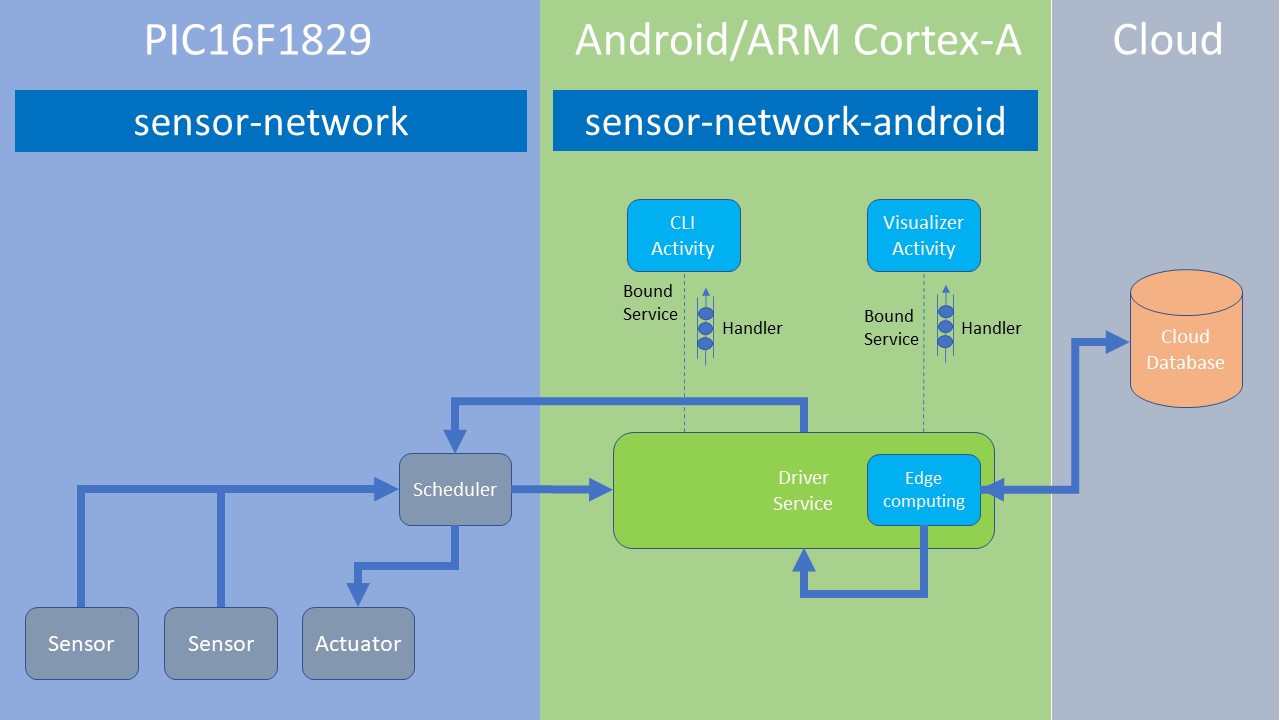 PIC16F1829
Android/ARM Cortex-A
Cloud
sensor-network
sensor-network-android
CLI
Activity
Visualizer
Activity
Bound
Service
Handler
Bound
Service
Handler
Cloud
Database
Scheduler
Driver
Service
Edge
computing
Sensor
Sensor
Actuator